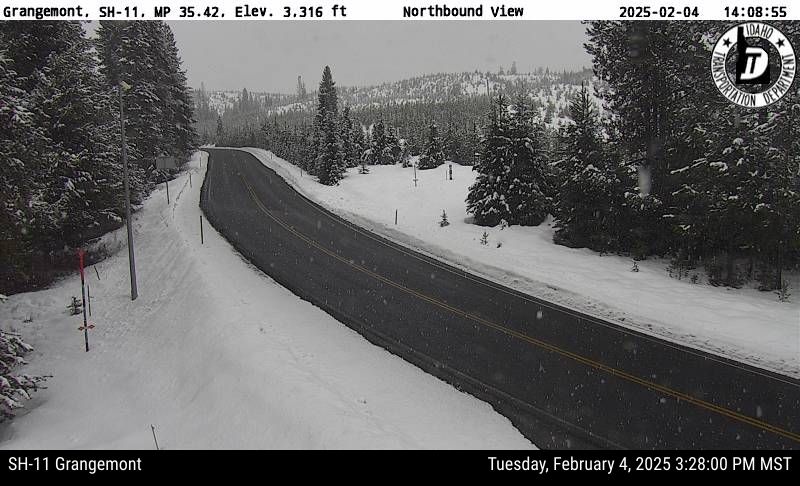 Grangemont, SH-11, MP 35.42, Elev. 3,316 ft Northbound View 2025-02-04 14:08:55
IDAHO
TRANSPORTATION DEPARTMENT
SH-11 Grangemont Tuesday, February 4, 2025 3:28:00 PM MST